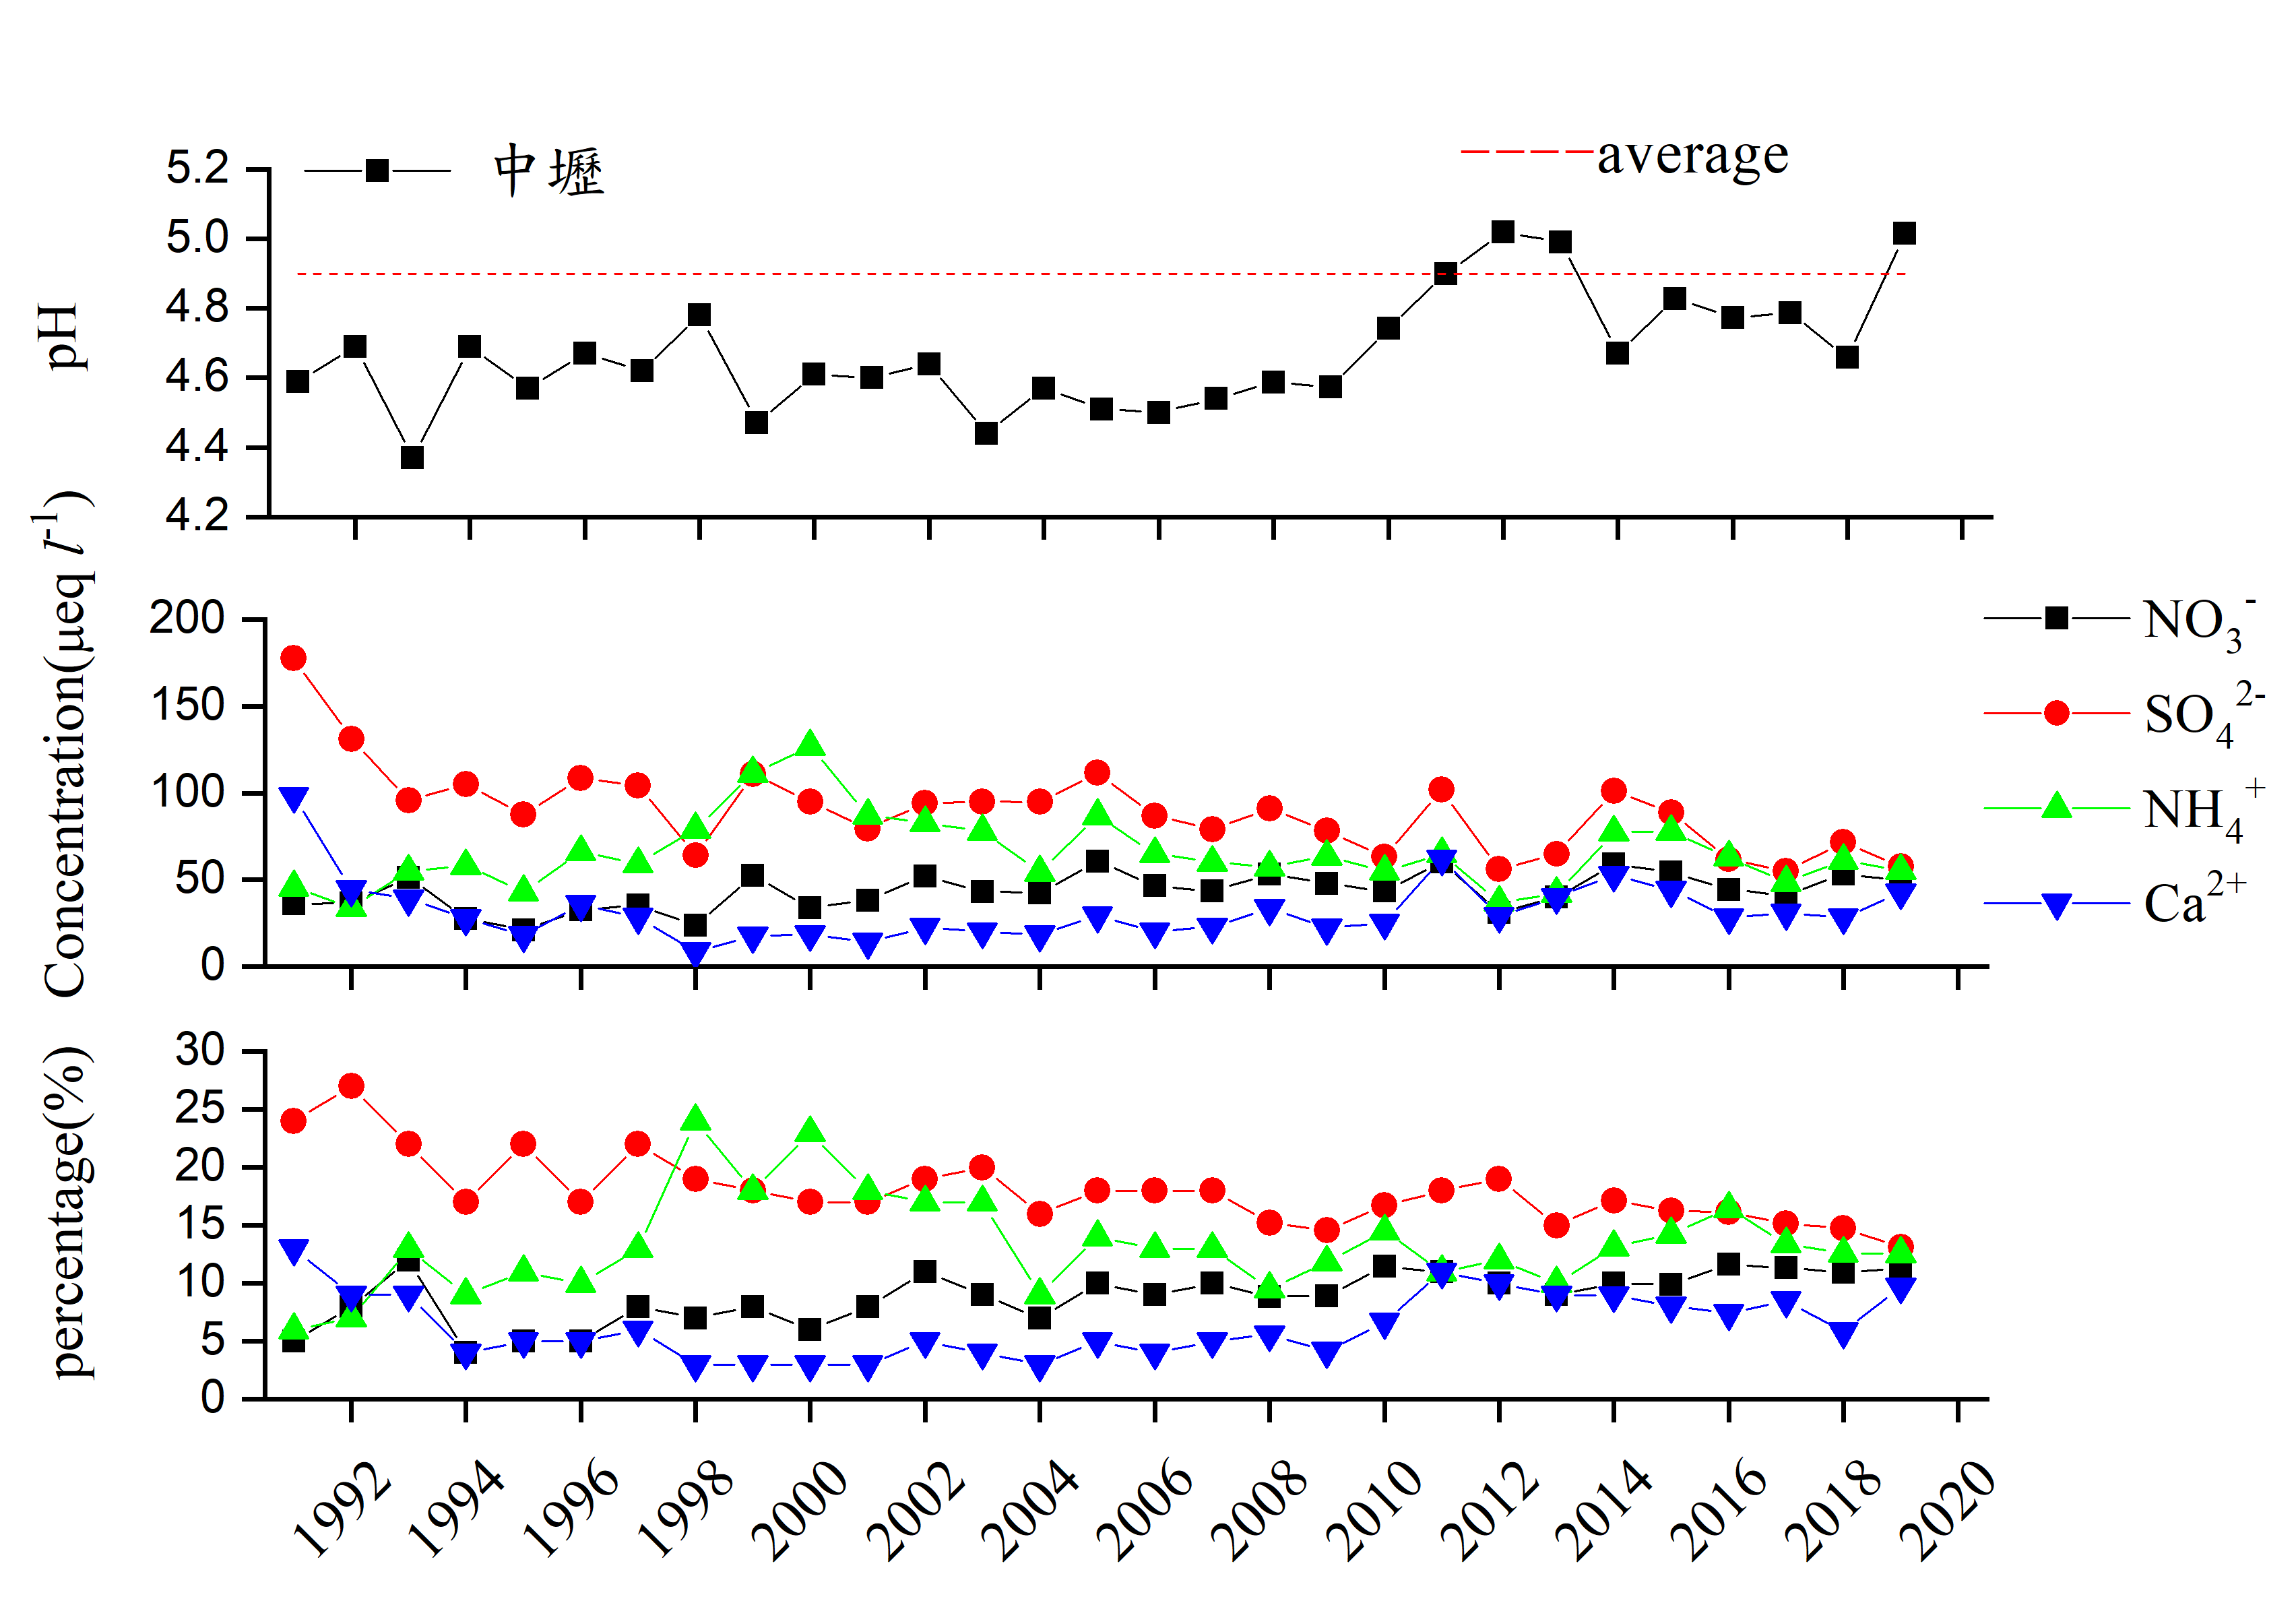 中壢
average
5.2
5.0
4.8
4.6
4.4
4.2
pH
200
150
100
50
0
Concentration(μeq l⁻¹)
NO₃⁻
SO₄²⁻
NH₄⁺
Ca²⁺
30
25
20
15
10
5
0
percentage(%)
1992 1994 1996 1998 2000 2002 2004 2006 2008 2010 2012 2014 2016 2018 2020